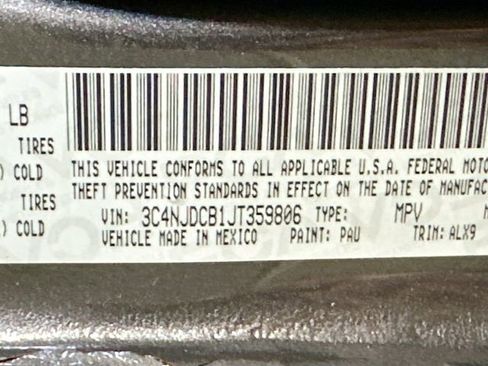 LB
TIRES
) COLD
TIRES
) COLD
THIS VEHICLE CONFORMS TO ALL APPLICABLE U.S.A. FEDERAL MOTO
THEFT PREVENTION STANDARDS IN EFFECT ON THE DATE OF MANUFAC
VIN: 3C4NJDCB1JT359806 TYPE: MPV
VEHICLE MADE IN MEXICO PAINT: PAU TRIM: ALX9